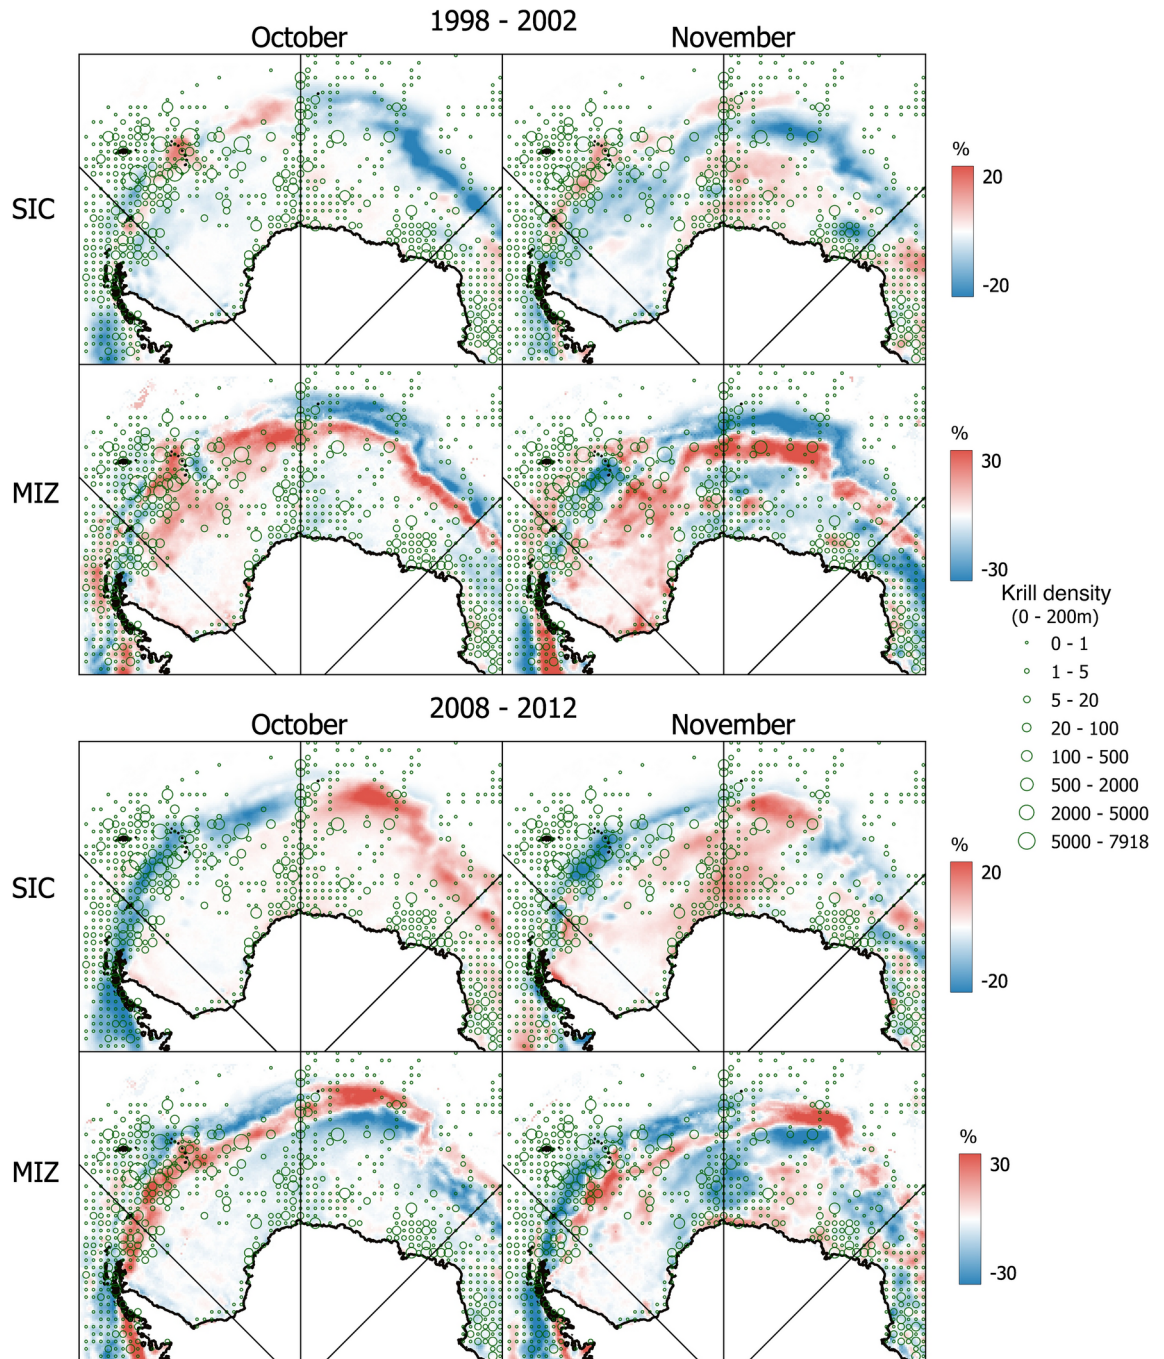 1998 - 2002
October
November
SIC
%
20
-20
MIZ
%
30
-30
Krill density
(0 - 200m)
0 - 1
1 - 5
5 - 20
20 - 100
100 - 500
500 - 2000
2000 - 5000
5000 - 7918
2008 - 2012
October
November
SIC
%
20
-20
MIZ
%
30
-30